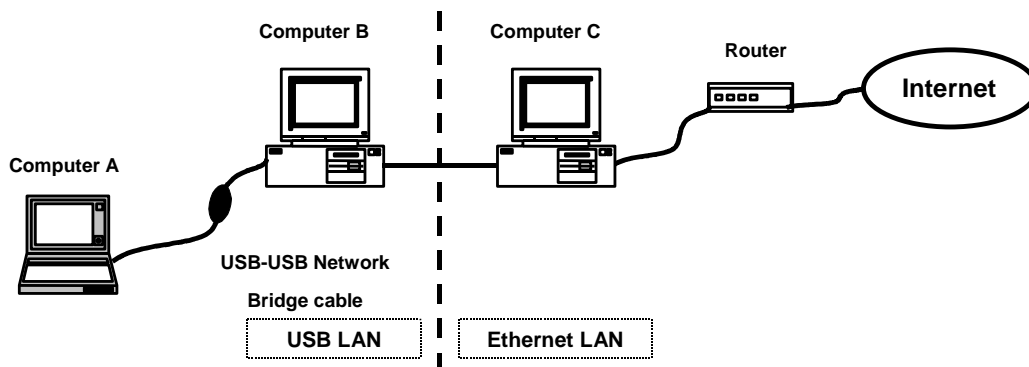 Computer B
Computer C
Router
Internet
Computer A
USB-USB Network
Bridge cable
USB LAN
Ethernet LAN